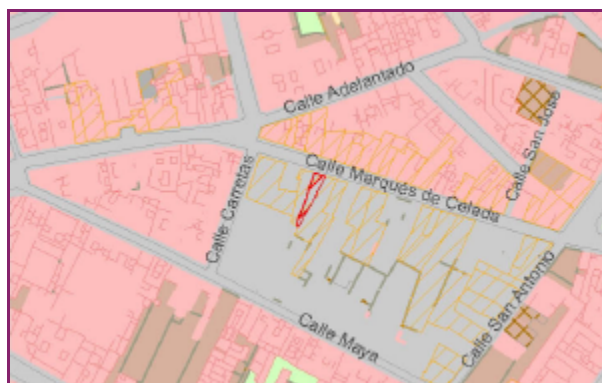 Calle Adelantado
Calle San José
Calle Marqués de Celada
Calle Carretas
Calle San Antonio
Calle Maya